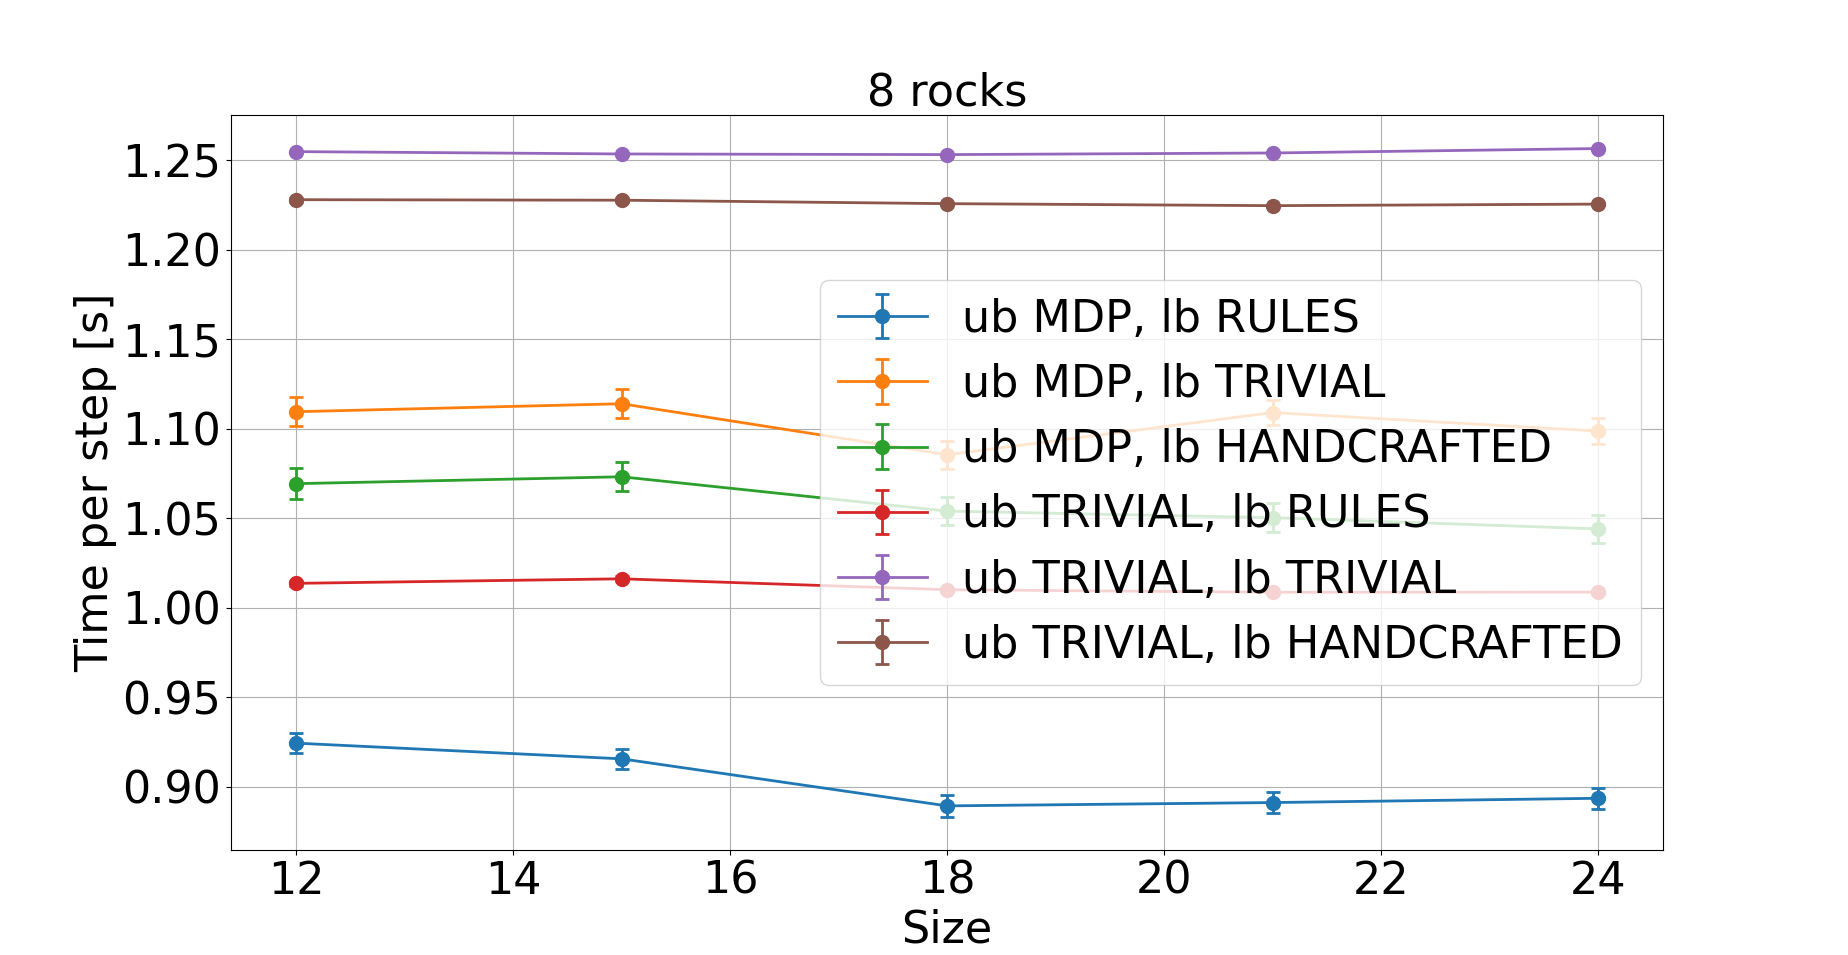 8 rocks
1.25
1.20
1.15
1.10
1.05
1.00
0.95
0.90
Time per step [s]
ub MDP, lb RULES
ub MDP, lb TRIVIAL
ub MDP, lb HANDCRAFTED
ub TRIVIAL, lb RULES
ub TRIVIAL, lb TRIVIAL
ub TRIVIAL, lb HANDCRAFTED
12 14 16 18 20 22 24
Size